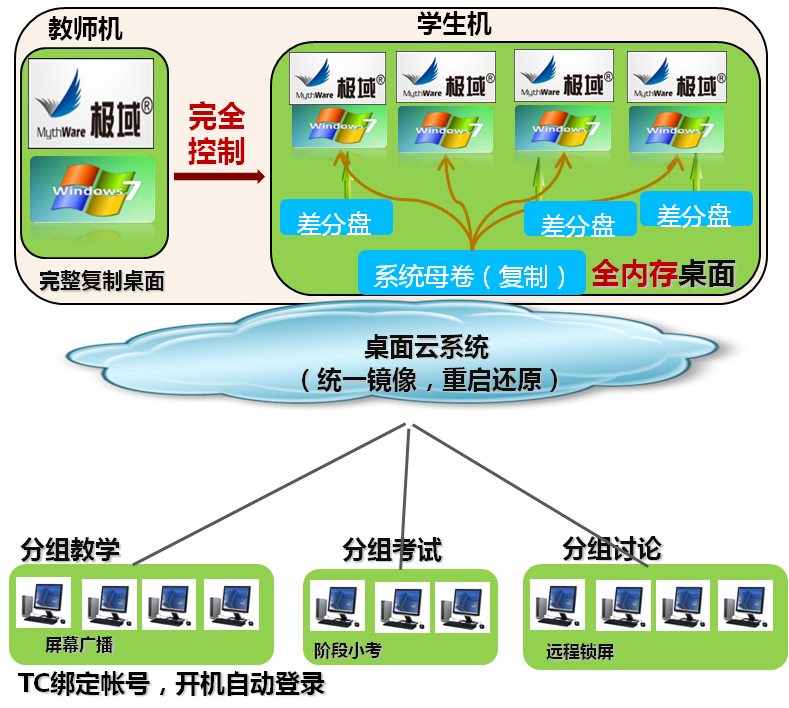 教师机
学生机
极域®
MythWare
Windows 7
完全
控制
MythWare 极域®
MythWare 极域®
MythWare 极域®
MythWare 极域®
Windows 7
Windows 7
Windows 7
Windows 7
差分盘
差分盘
差分盘
系统母卷（复制）
全内存桌面
完整复制桌面
桌面云系统
（统一镜像，重启还原）
分组教学
分组考试
分组讨论
屏幕广播
阶段小考
远程锁屏
TC绑定帐号，开机自动登录